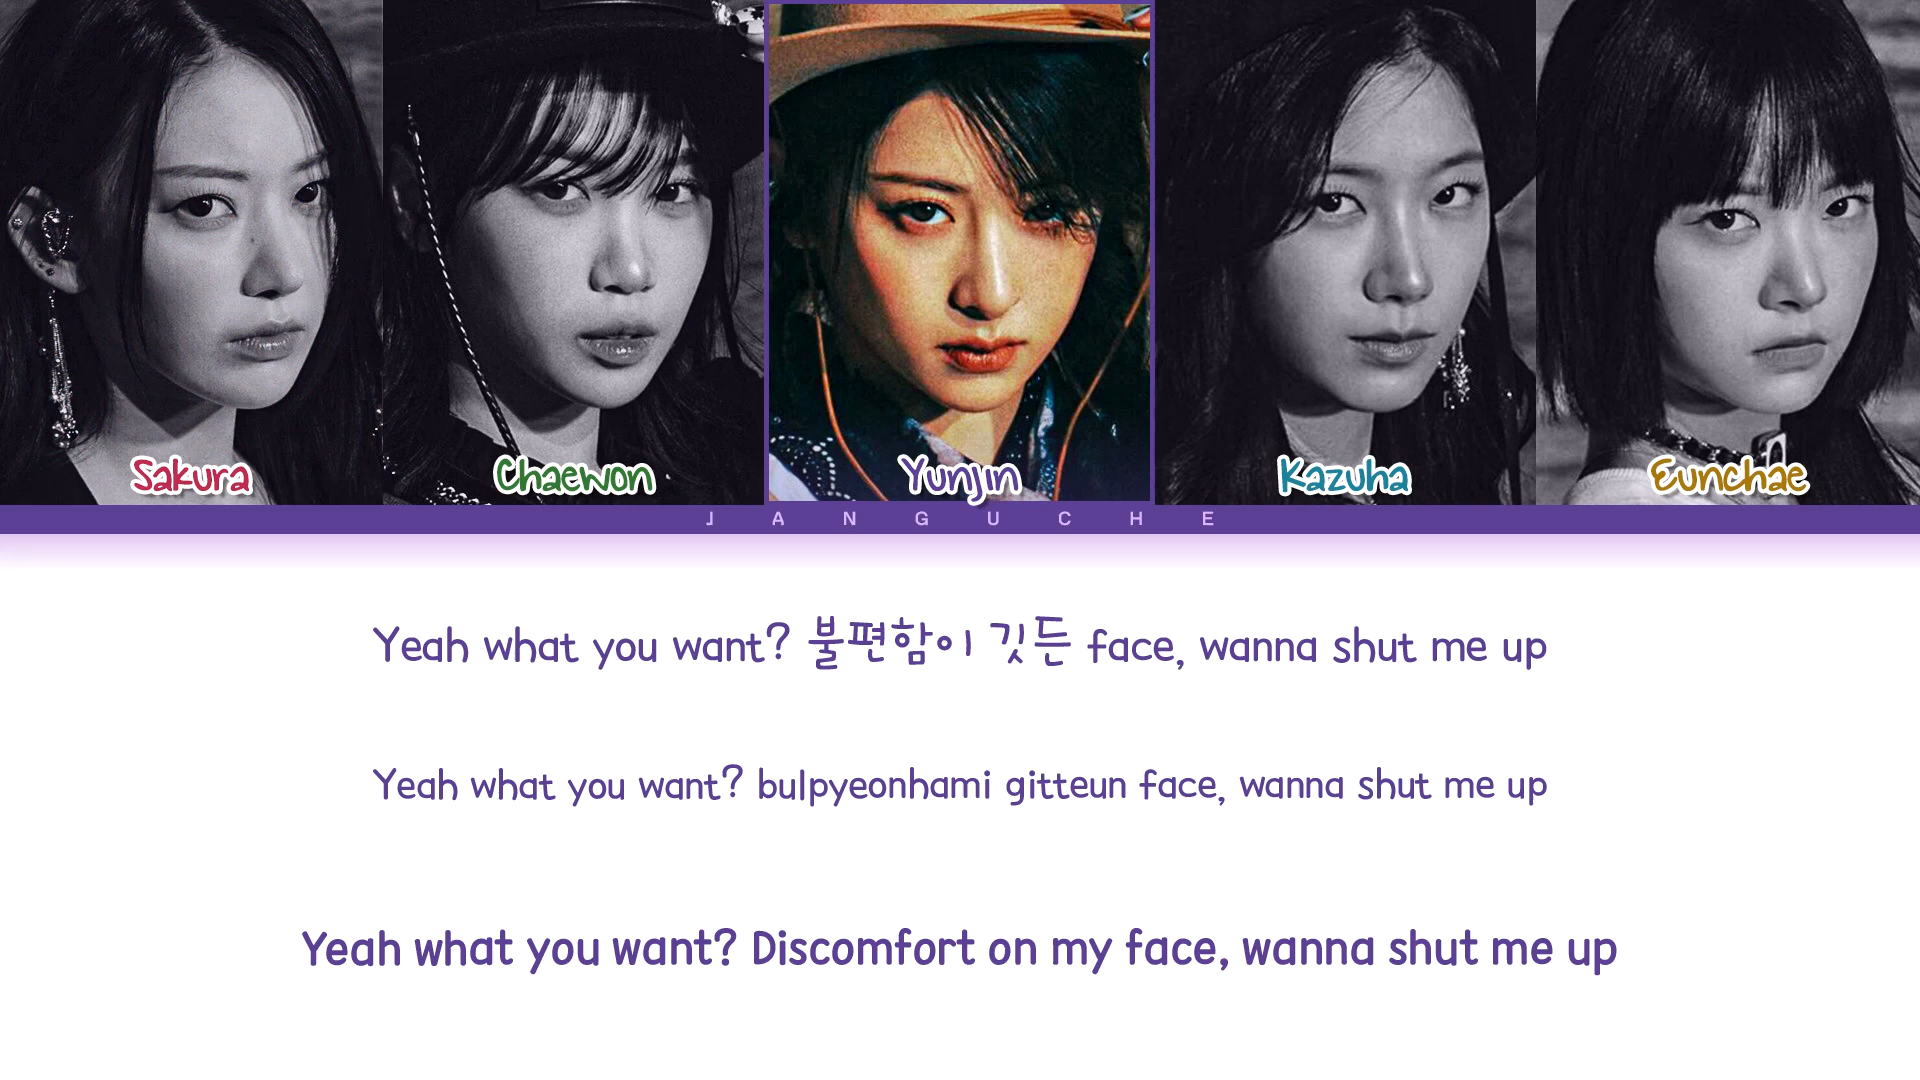 Sakura Chaewon Yunjin Kazuha Eunchae
JANGUCHE
Yeah what you want? 불편함이 깃든 face, wanna shut me up
Yeah what you want? bulpyeonhami gitteun face, wanna shut me up
Yeah what you want? Discomfort on my face, wanna shut me up